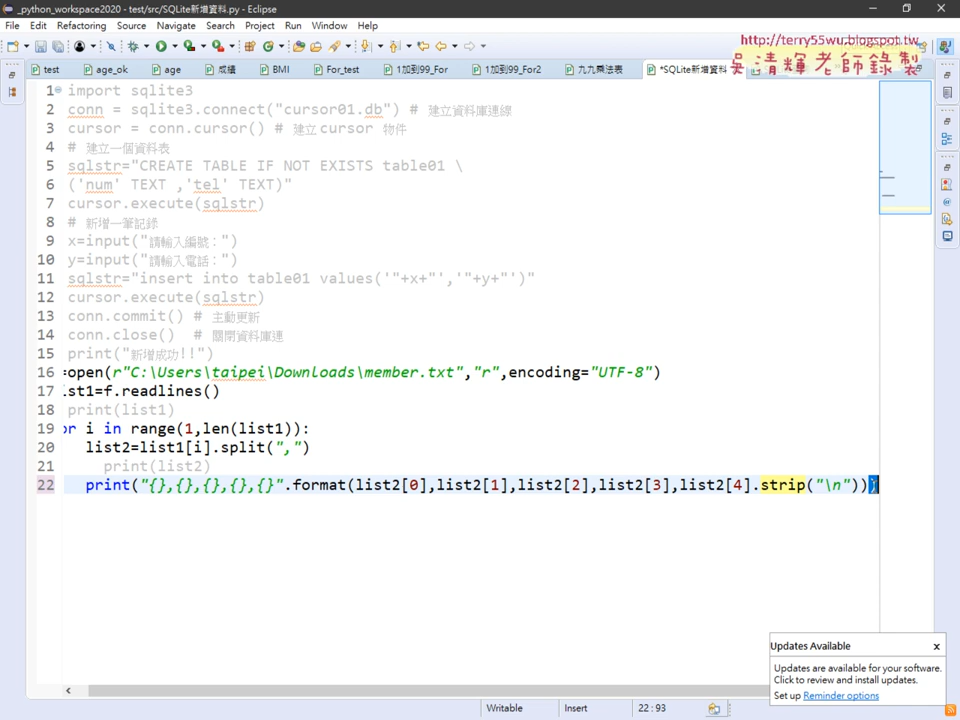 _python_workspace2020 - test/src/SQLite新增資料.py - Eclipse
File Edit Refactoring Source Navigate Search Project Run Window Help
http://terry55wu.blogspot.tw
吳清輝老師錄製
test age_ok age 成績 BMI For_test 1加到99_For 1加到99_For2 九九乘法表 *SQLite新增資料
1 import sqlite3
2 conn = sqlite3.connect("cursor01.db") # 建立資料庫連線
3 cursor = conn.cursor() # 建立 cursor 物件
4 # 建立一個資料表
5 sqlstr="CREATE TABLE IF NOT EXISTS table01 \
6 ('num' TEXT ,'tel' TEXT)"
7 cursor.execute(sqlstr)
8 # 新增一筆記錄
9 x=input("請輸入編號：")
10 y=input("請輸入電話：")
11 sqlstr="insert into table01 values('"+x+"','"+y+"')"
12 cursor.execute(sqlstr)
13 conn.commit() # 主動更新
14 conn.close()  # 關閉資料庫連
15 print("新增成功!!")
16 =open(r"C:\Users\taipei\Downloads\member.txt","r",encoding="UTF-8")
17 ist1=f.readlines()
18 print(list1)
19 or i in range(1,len(list1)):
20 list2=list1[i].split(",")
21 print(list2)
22 print("{},{},{},{},{}".format(list2[0],list2[1],list2[2],list2[3],list2[4].strip("\n")))
Updates Available x
Updates are available for your software.
Click to review and install updates.
Set up Reminder options
Writable Insert 22 : 93